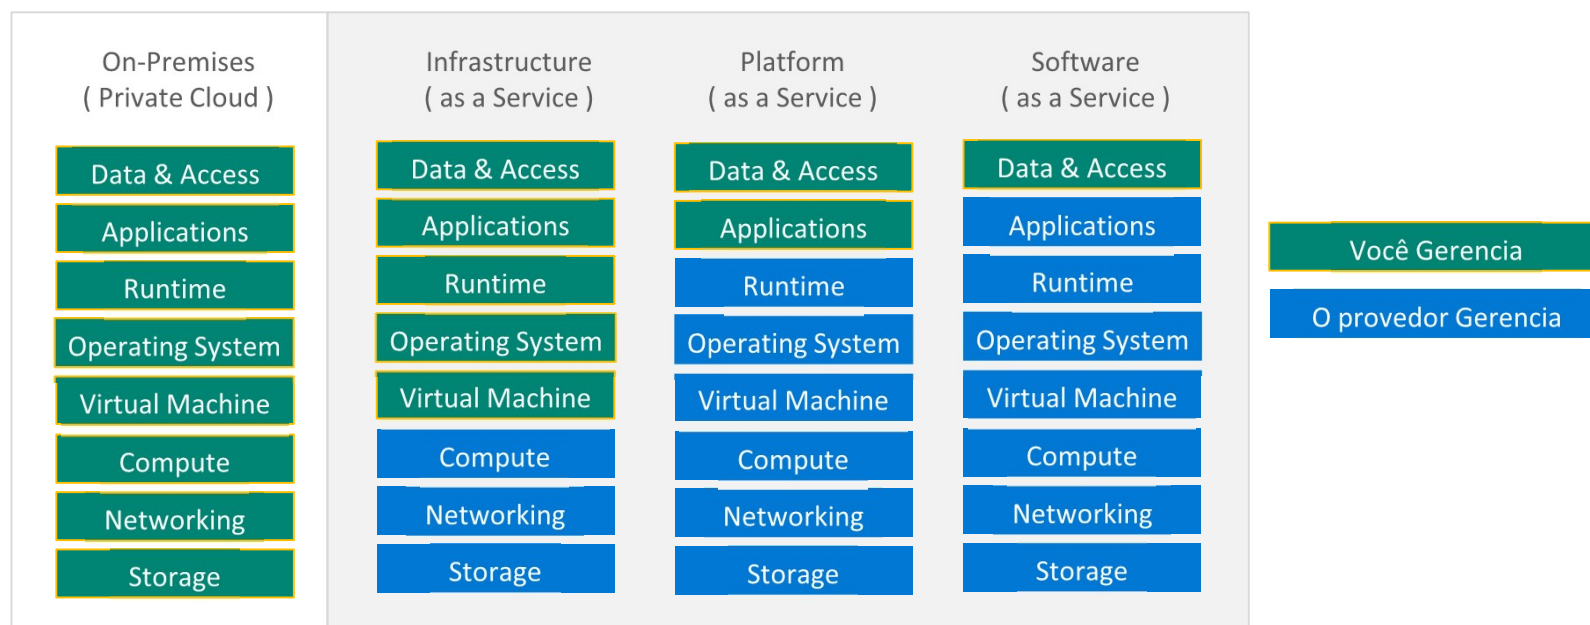 On-Premises
( Private Cloud )
Data & Access
Applications
Runtime
Operating System
Virtual Machine
Compute
Networking
Storage
Infrastructure
( as a Service )
Data & Access
Applications
Runtime
Operating System
Virtual Machine
Compute
Networking
Storage
Platform
( as a Service )
Data & Access
Applications
Runtime
Operating System
Virtual Machine
Compute
Networking
Storage
Software
( as a Service )
Data & Access
Applications
Runtime
Operating System
Virtual Machine
Compute
Networking
Storage
Você Gerencia
O provedor Gerencia